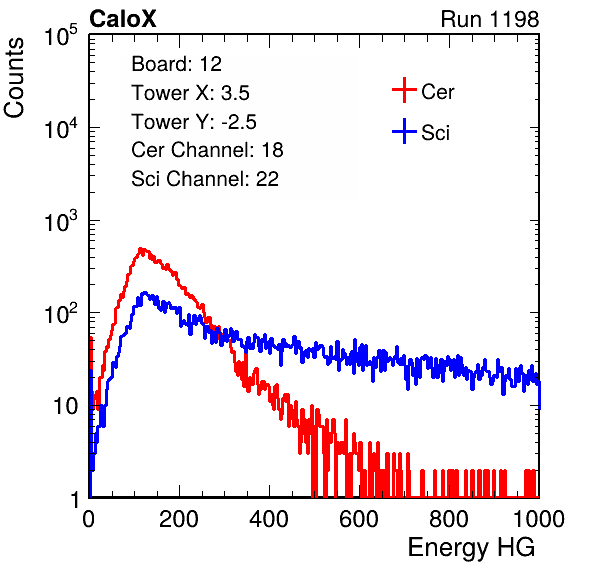 CaloX Run 1198
Counts
10^5
10^4
10^3
10^2
10
1
Board: 12
Tower X: 3.5
Tower Y: -2.5
Cer Channel: 18
Sci Channel: 22
Cer
Sci
0 200 400 600 800 1000
Energy HG